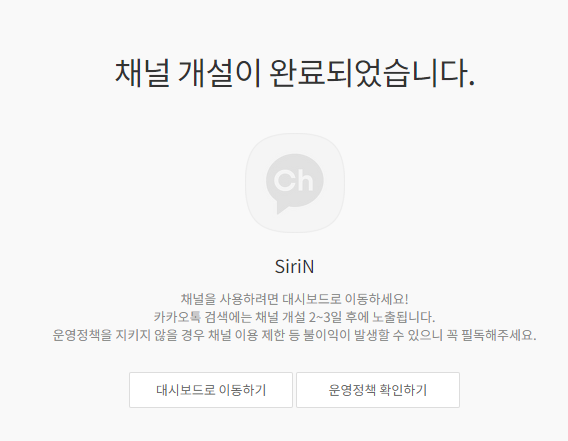 채널 개설이 완료되었습니다.
Ch
SiriN
채널을 사용하려면 대시보드로 이동하세요!
카카오톡 검색에는 채널 개설 2~3일 후에 노출됩니다.
운영정책을 지키지 않을 경우 채널 이용 제한 등 불이익이 발생할 수 있으니 꼭 필독해주세요.
대시보드로 이동하기
운영정책 확인하기